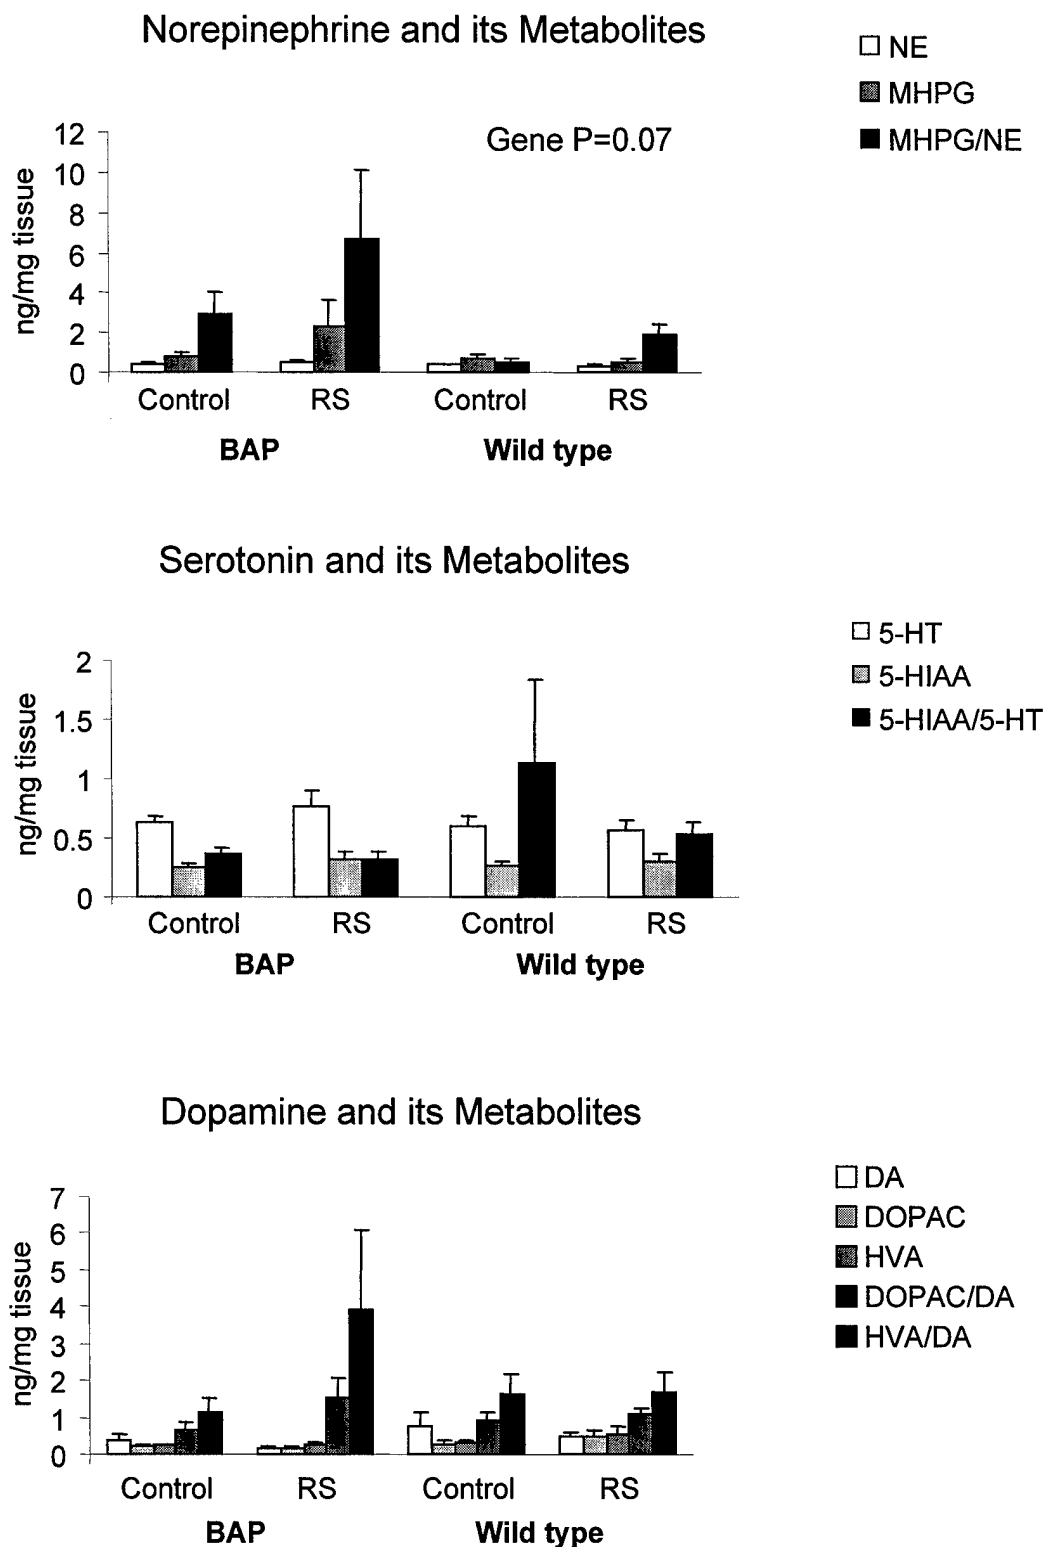 Norepinephrine and its Metabolites
NE
MHPG
MHPG/NE
Gene P=0.07
ng/mg tissue
12
10
8
6
4
2
0
Control RS Control RS
BAP Wild type
Serotonin and its Metabolites
5-HT
5-HIAA
5-HIAA/5-HT
ng/mg tissue
2
1.5
1
0.5
0
Control RS Control RS
BAP Wild type
Dopamine and its Metabolites
DA
DOPAC
HVA
DOPAC/DA
HVA/DA
ng/mg tissue
7
6
5
4
3
2
1
0
Control RS Control RS
BAP Wild type